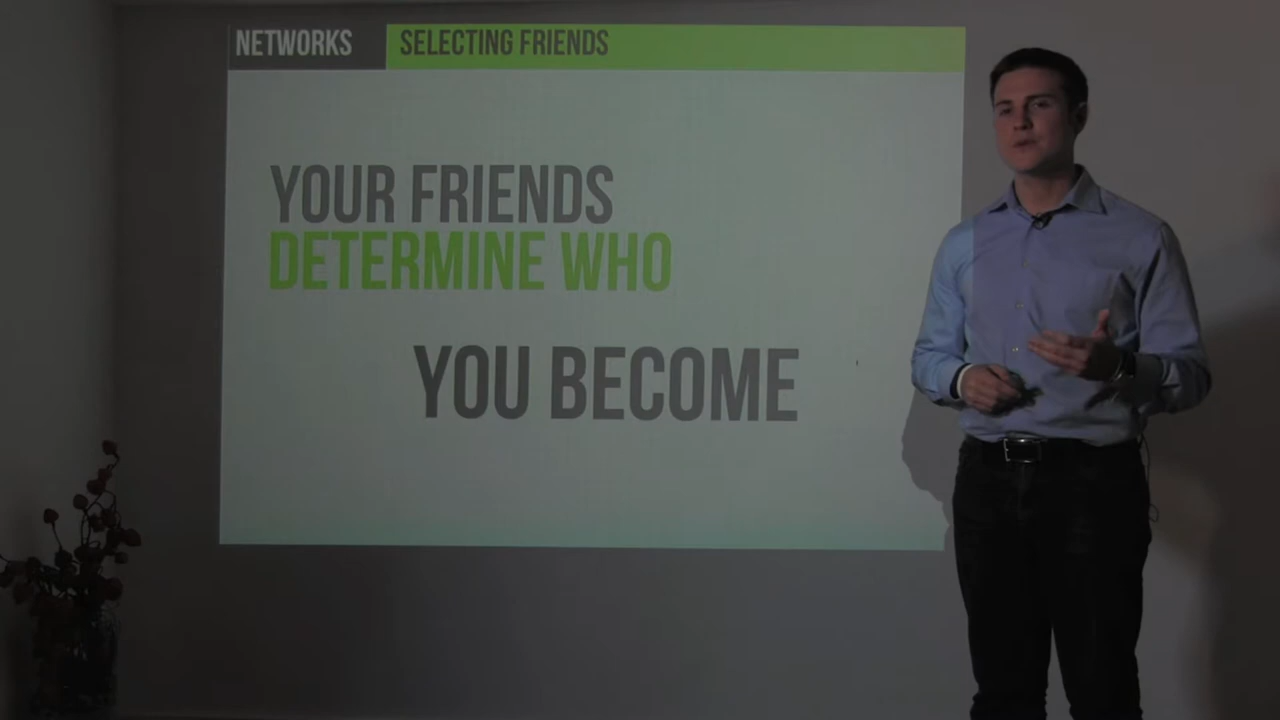 NETWORKS
SELECTING FRIENDS
YOUR FRIENDS
DETERMINE WHO
YOU BECOME